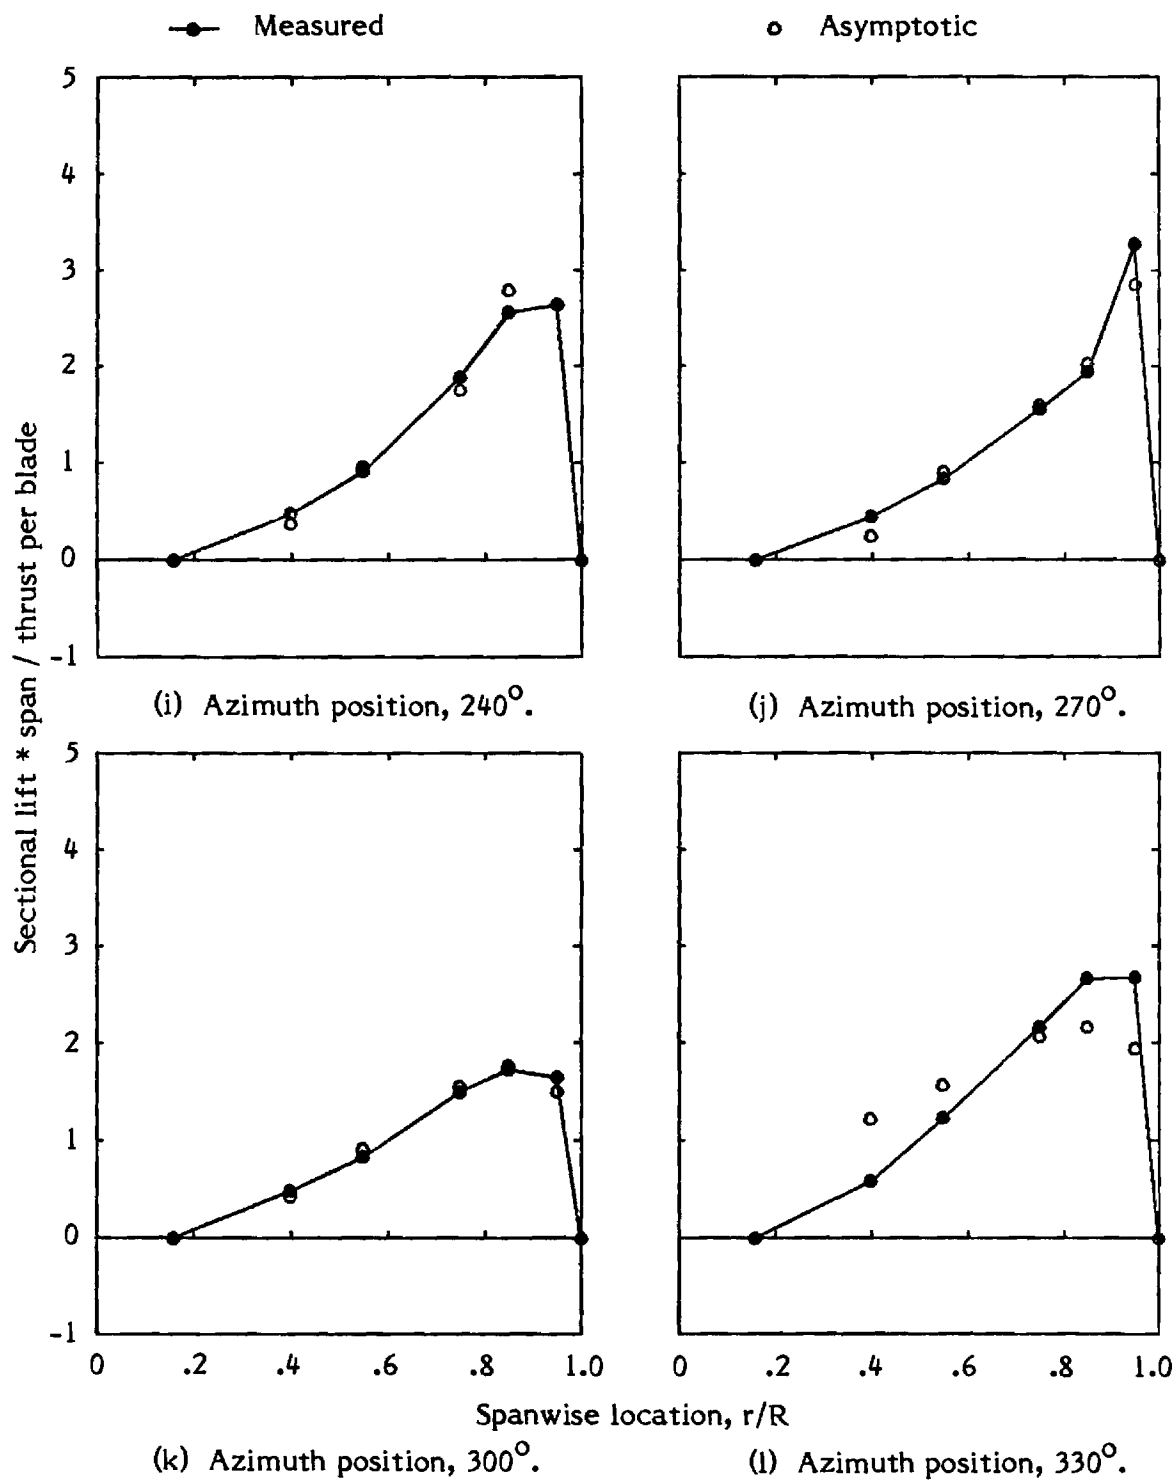 Measured
Asymptotic
Sectional lift * span / thrust per blade
5
4
3
2
1
0
-1
(i) Azimuth position, 240°.
(j) Azimuth position, 270°.
5
4
3
2
1
0
-1
0 .2 .4 .6 .8 1.0
0 .2 .4 .6 .8 1.0
Spanwise location, r/R
(k) Azimuth position, 300°.
(l) Azimuth position, 330°.